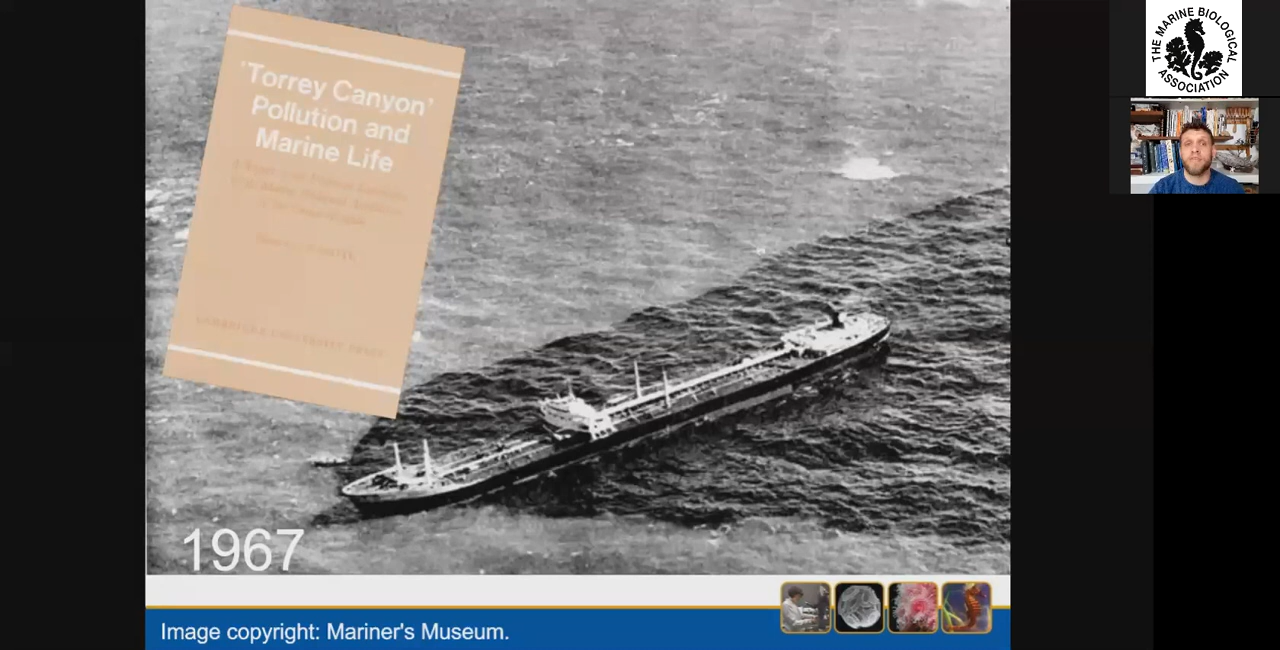 'Torrey Canyon'
Pollution and
Marine Life
1967
Image copyright: Mariner's Museum.
THE MARINE BIOLOGICAL
ASSOCIATION